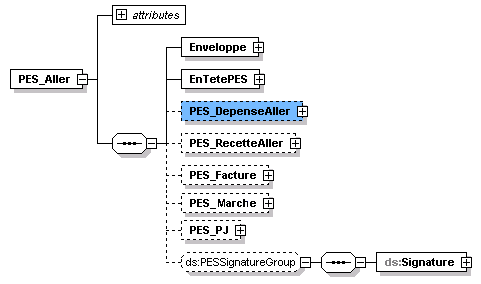 attributes
Enveloppe
PES_Aller
EnTetePES
PES_DepenseAller
PES_RecetteAller
PES_Facture
PES_Marche
PES_PJ
ds:PESSignatureGroup
ds:Signature